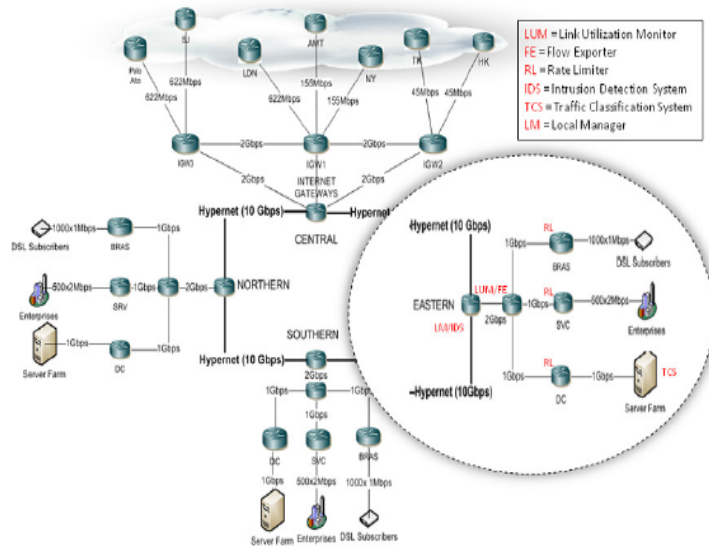 SJ
AMT
TK
HK
Palo
Alto
LDN
NY
622Mbps
622Mbps
622Mbps
155Mbps
155Mbps
45Mbps
45Mbps
LUM = Link Utilization Monitor
FE = Flow Exporter
RL = Rate Limiter
IDS = Intrusion Detection System
TCS = Traffic Classification System
LM = Local Manager
IGW0
2Gbps
IGW1
2Gbps
IGW2
INTERNET
GATEWAYS
2Gbps
2Gbps
Hypernet (10 Gbps)
Hypernet
CENTRAL
DSL Subscribers
1000x1Mbps
BRAS
1Gbps
Enterprises
500x2Mbps
SRV
1Gbps
2Gbps
NORTHERN
Server Farm
1Gbps
DC
1Gbps
Hypernet (10 Gbps)
SOUTHERN
2Gbps
1Gbps
1Gbps
1Gbps
DC
SVC
BRAS
1Gbps
500x2Mbps
1000x 1Mbps
Server Farm
Enterprises
DSL Subscribers
Hypernet (10 Gbps)
RL
1Gbps
BRAS
1000x1Mbps
DSL Subscribers
LUM/FE
EASTERN
LM/IDS
2Gbps
RL
1Gbps
SVC
500x2Mbps
Enterprises
Hypernet (10Gbps)
RL
1Gbps
DC
1Gbps
TCS
Server Farm